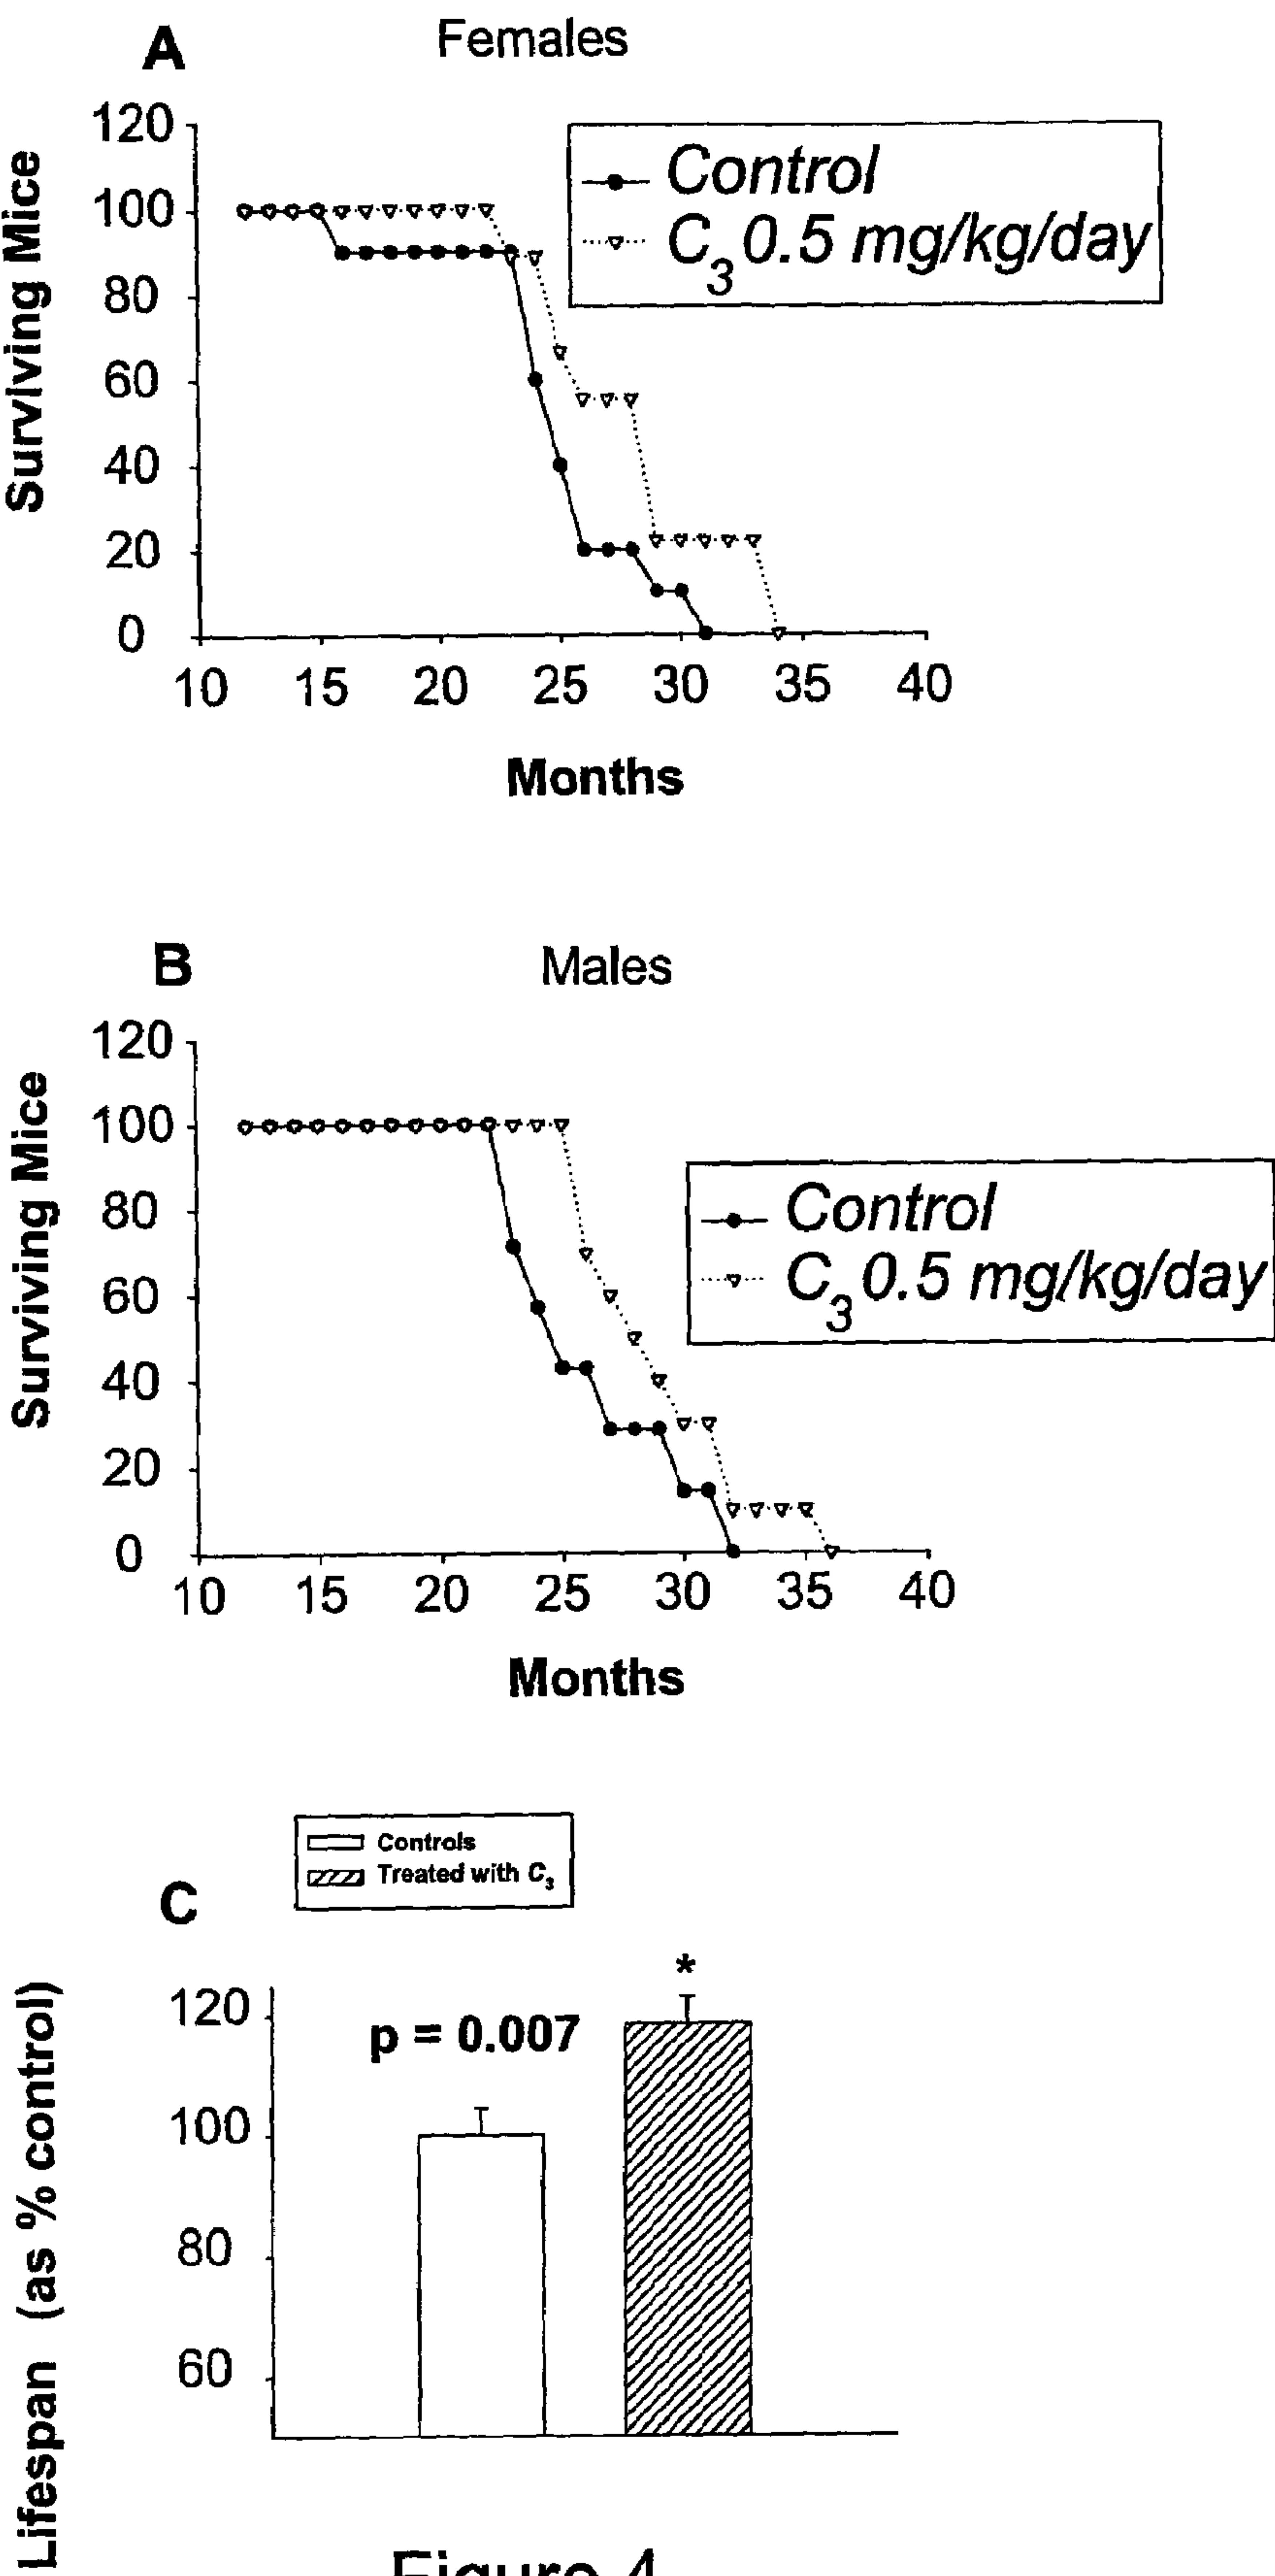 A Females
Surviving Mice
120
100
80
60
40
20
0
Control
C3 0.5 mg/kg/day
10 15 20 25 30 35 40
Months
B Males
Surviving Mice
120
100
80
60
40
20
0
Control
C3 0.5 mg/kg/day
10 15 20 25 30 35 40
Months
Controls
Treated with C3
C
Lifespan (as % control)
*
p = 0.007
120
100
80
60
Figure 4